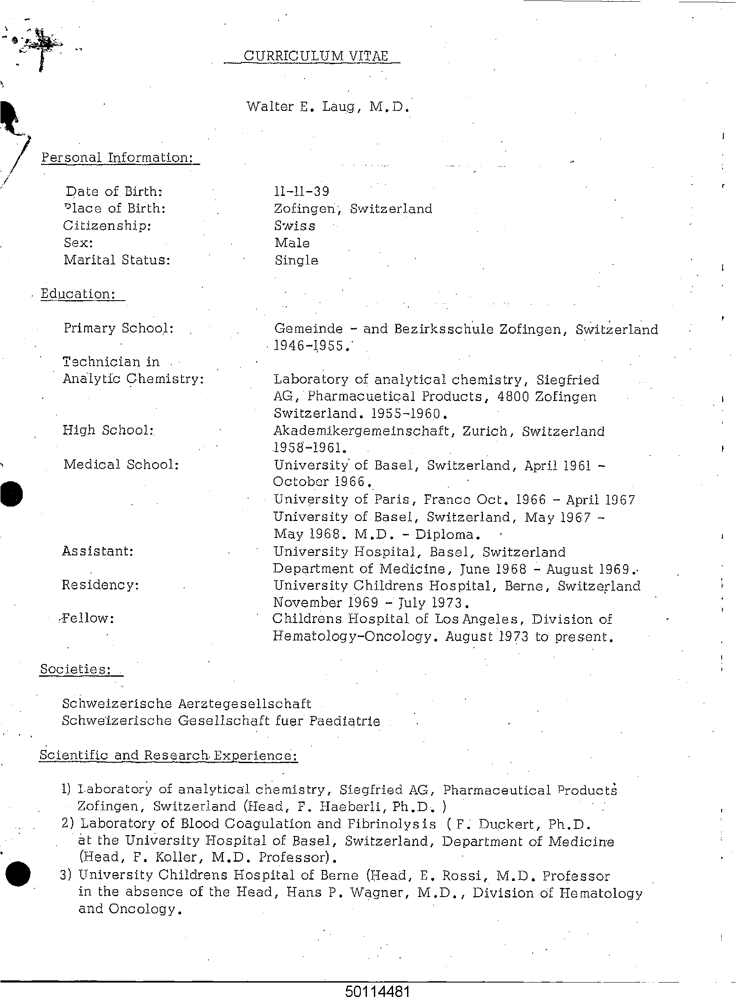 CURRICULUM VITAE
Walter E. Laug, M.D.
Personal Information:
Date of Birth: 11-11-39
Place of Birth: Zofingen, Switzerland
Citizenship: Swiss
Sex: Male
Marital Status: Single
Education:
Primary School: Gemeinde - and Bezirksschule Zofingen, Switzerland
1946-1955.
Technician in
Analytic Chemistry: Laboratory of analytical chemistry, Siegfried
AG, Pharmacuetical Products, 4800 Zofingen
Switzerland. 1955-1960.
High School: Akademikergemeinschaft, Zurich, Switzerland
1958-1961.
Medical School: University of Basel, Switzerland, April 1961 -
October 1966.
University of Paris, France Oct. 1966 - April 1967
University of Basel, Switzerland, May 1967 -
May 1968. M.D. - Diploma.
Assistant: University Hospital, Basel, Switzerland
Department of Medicine, June 1968 - August 1969.
Residency: University Childrens Hospital, Berne, Switzerland
November 1969 - July 1973.
Fellow: Childrens Hospital of Los Angeles, Division of
Hematology-Oncology. August 1973 to present.
Societies:
Schweizerische Aerztegesellschaft
Schweizerische Gesellschaft fuer Paediatrie
Scientific and Research Experience:
1) Laboratory of analytical chemistry, Siegfried AG, Pharmaceutical Products
Zofingen, Switzerland (Head, F. Haeberli, Ph.D. )
2) Laboratory of Blood Coagulation and Fibrinolysis ( F. Duckert, Ph.D.
at the University Hospital of Basel, Switzerland, Department of Medicine
(Head, F. Koller, M.D. Professor).
3) University Childrens Hospital of Berne (Head, E. Rossi, M.D. Professor
in the absence of the Head, Hans P. Wagner, M.D., Division of Hematology
and Oncology.
50114481